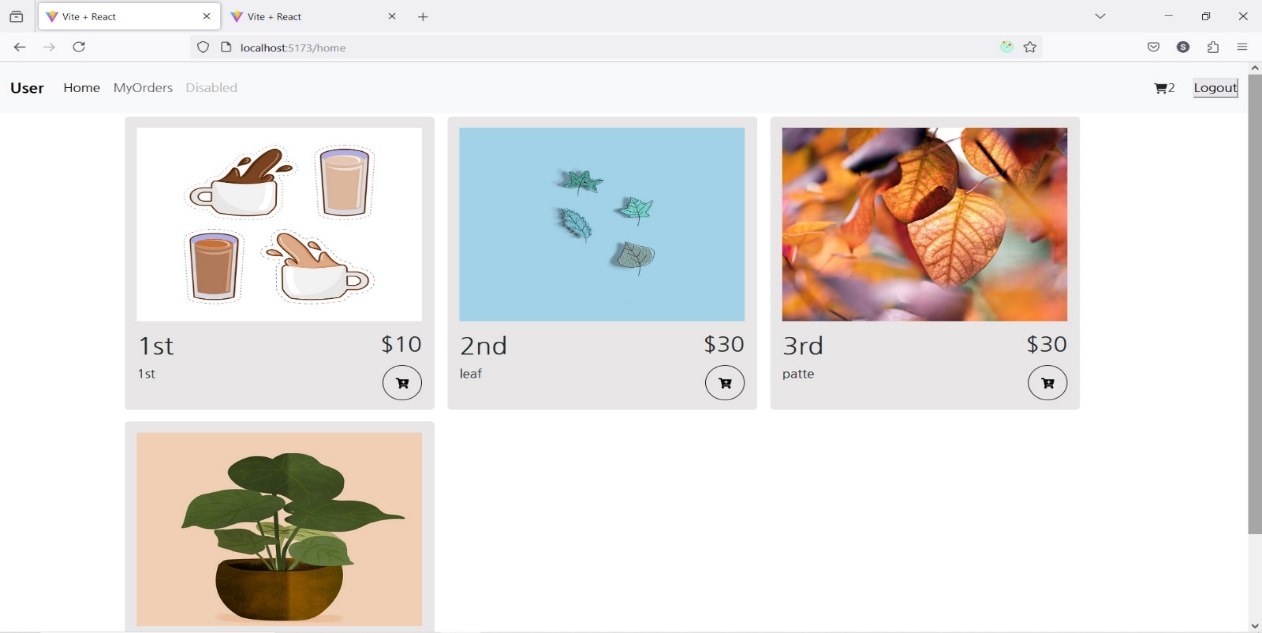 Vite + React
Vite + React
localhost:5173/home
S
User Home MyOrders Disabled 2 Logout
1st $10
1st
2nd $30
leaf
3rd $30
patte